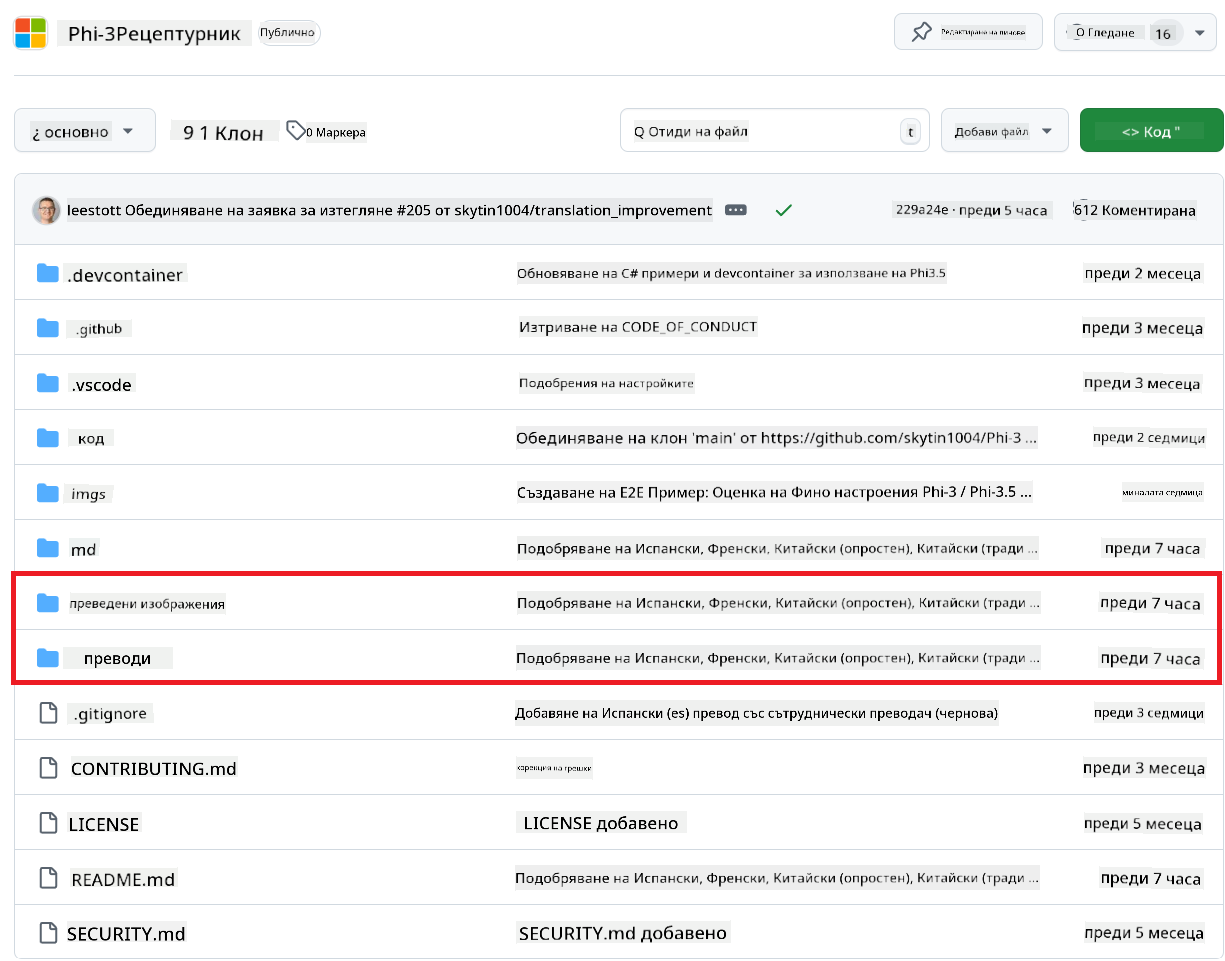 Phi-3Рецептурник Публично Редактиране на пинове О Гледане 16
¿ основно 9 1 Клон 0 Маркера Q Отиди на файл t Добави файл <> Код "
leestott Обединяване на заявка за изтегляне #205 от skytin1004/translation_improvement 229a24e · преди 5 часа 612 Коментирана
.devcontainer Обновяване на C# примери и devcontainer за използване на Phi3.5 преди 2 месеца
.github Изтриване на CODE_OF_CONDUCT преди 3 месеца
.vscode Подобрения на настройките преди 3 месеца
код Обединяване на клон 'main' от https://github.com/skytin1004/Phi-3 ... преди 2 седмици
imgs Създаване на E2E Пример: Оценка на Фино настроения Phi-3 / Phi-3.5 ... миналата седмица
md Подобряване на Испански, Френски, Китайски (опростен), Китайски (тради ... преди 7 часа
преведени изображения Подобряване на Испански, Френски, Китайски (опростен), Китайски (тради ... преди 7 часа
преводи Подобряване на Испански, Френски, Китайски (опростен), Китайски (тради ... преди 7 часа
.gitignore Добавяне на Испански (es) превод със сътруднически преводач (чернова) преди 3 седмици
CONTRIBUTING.md корекция на грешки преди 3 месеца
LICENSE LICENSE добавено преди 5 месеца
README.md Подобряване на Испански, Френски, Китайски (опростен), Китайски (тради ... преди 7 часа
SECURITY.md SECURITY.md добавено преди 5 месеца